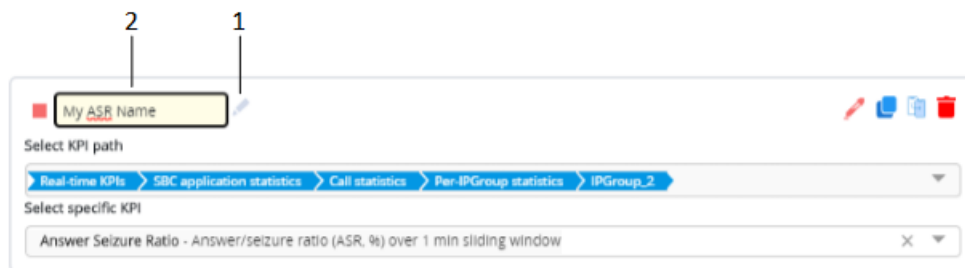 2 1
My ASR Name
Select KPI path
Real-time KPIs SBC application statistics Call statistics Per-IPGroup statistics IPGroup_2
Select specific KPI
Answer Seizure Ratio - Answer/seizure ratio (ASR, %) over 1 min sliding window